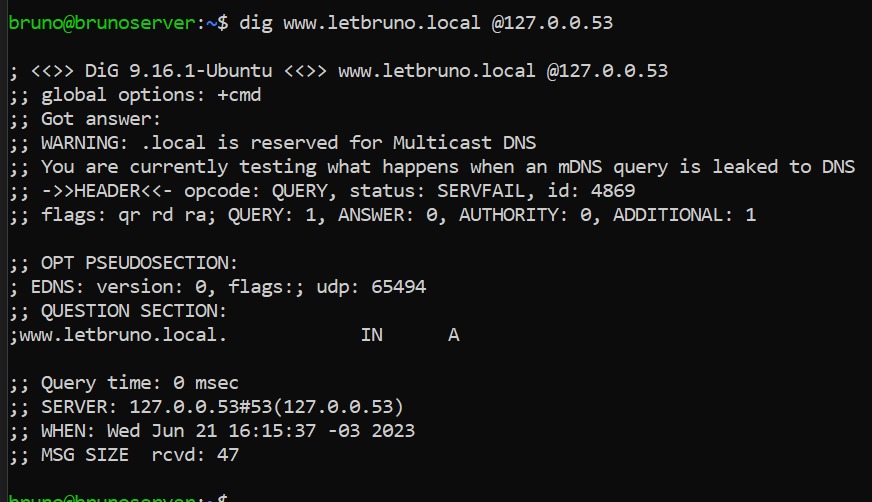 bruno@brunoserver:~$ dig www.letbruno.local @127.0.0.53
; <<>> DiG 9.16.1-Ubuntu <<>> www.letbruno.local @127.0.0.53
;; global options: +cmd
;; Got answer:
;; WARNING: .local is reserved for Multicast DNS
;; You are currently testing what happens when an mDNS query is leaked to DNS
;; ->>HEADER<<- opcode: QUERY, status: SERVFAIL, id: 4869
;; flags: qr rd ra; QUERY: 1, ANSWER: 0, AUTHORITY: 0, ADDITIONAL: 1
;; OPT PSEUDOSECTION:
; EDNS: version: 0, flags:; udp: 65494
;; QUESTION SECTION:
;www.letbruno.local. IN A
;; Query time: 0 msec
;; SERVER: 127.0.0.53#53(127.0.0.53)
;; WHEN: Wed Jun 21 16:15:37 -03 2023
;; MSG SIZE rcvd: 47
bruno@brunoserver:~$